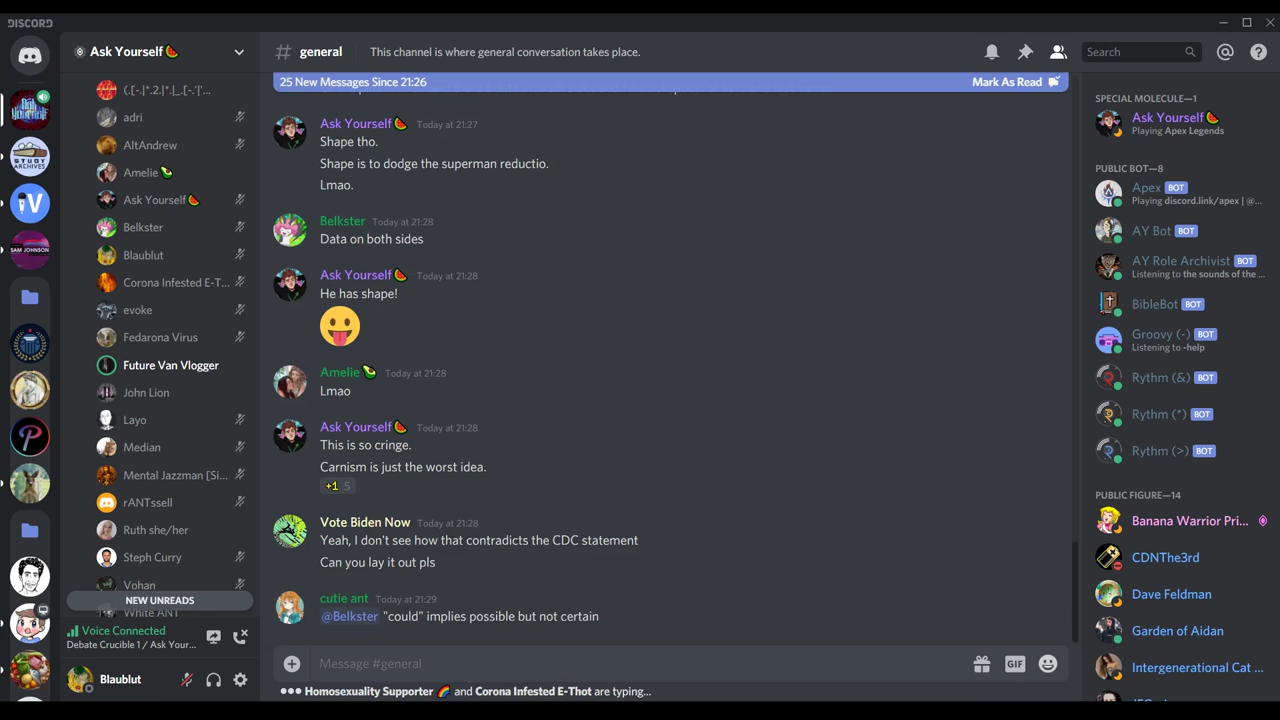 DISCORD
Ask Yourself🍉
# general
This channel is where general conversation takes place.
Search
25 New Messages Since 21:26
Mark As Read
(.[-.|*.2.|*.|_.[-.'|'...
adri
AltAndrew
Amelie 🥑
Ask Yourself🍉
Belkster
Blaublut
Corona Infested E-T...
evoke
Fedarona Virus
Future Van Vlogger
John Lion
Layo
Median
Mental Jazzman [Si...
rANTssell
Ruth she/her
Steph Curry
Vohan
White ANT
NEW UNREADS
Voice Connected
Debate Crucible 1 / Ask Your...
Blaublut
STUDY
ARCHIVES
SAM JOHNSON
Ask Yourself🍉 Today at 21:27
Shape tho.
Shape is to dodge the superman reductio.
Lmao.
Belkster Today at 21:28
Data on both sides
Ask Yourself🍉 Today at 21:28
He has shape!
😛
Amelie🥑 Today at 21:28
Lmao
Ask Yourself🍉 Today at 21:28
This is so cringe.
Carnism is just the worst idea.
+1 5
Vote Biden Now Today at 21:28
Yeah, I don't see how that contradicts the CDC statement
Can you lay it out pls
cutie ant Today at 21:29
@Belkster "could" implies possible but not certain
Message #general
GIF
Homosexuality Supporter 🌈 and Corona Infested E-Thot are typing...
SPECIAL MOLECULE—1
Ask Yourself🍉
Playing Apex Legends
PUBLIC BOT—8
Apex BOT
Playing discord.link/apex | @...
AY Bot BOT
AY Role Archivist BOT
Listening to the sounds of the ...
BibleBot BOT
Groovy (-) BOT
Listening to -help
Rythm (&) BOT
Rythm (*) BOT
Rythm (>) BOT
PUBLIC FIGURE—14
Banana Warrior Pri...
CDNThe3rd
Dave Feldman
Garden of Aidan
Intergenerational Cat ...